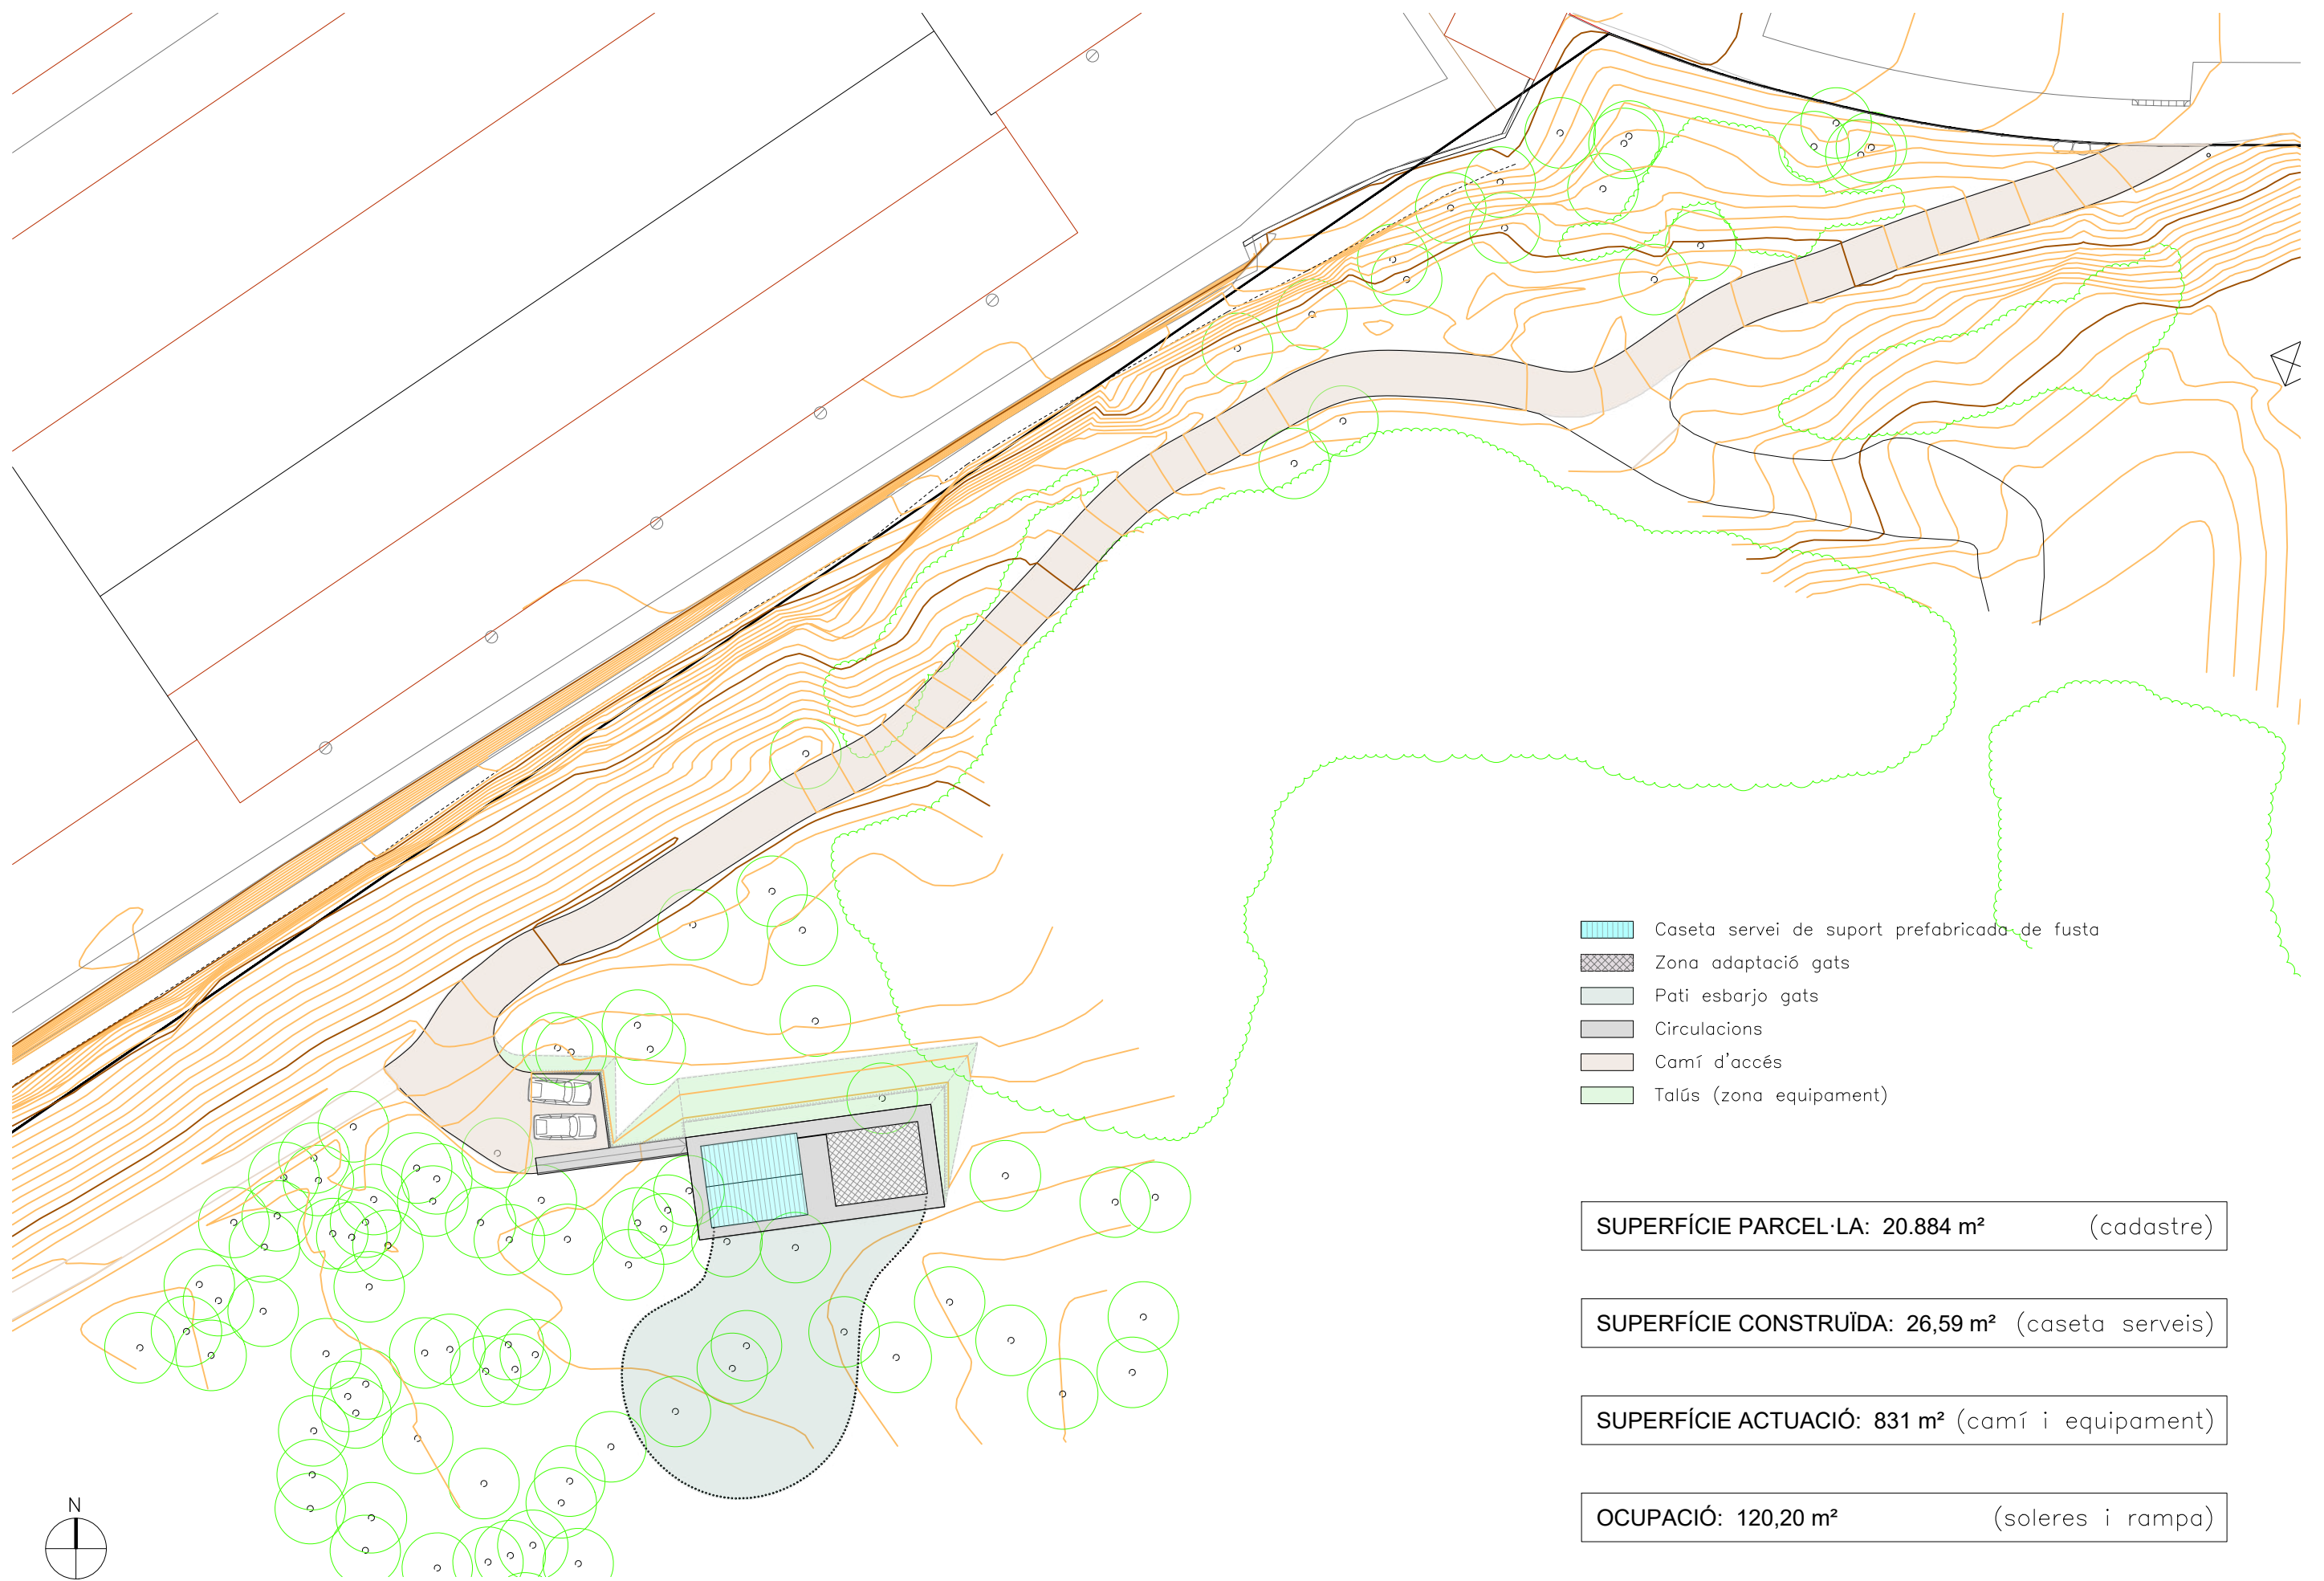 Caseta servei de suport prefabricada de fusta
Zona adaptació gats
Pati esbarjo gats
Circulacions
Camí d'accés
Talús (zona equipament)
SUPERFÍCIE PARCEL·LA: 20.884 m² (cadastre)
SUPERFÍCIE CONSTRUÏDA: 26,59 m² (caseta serveis)
SUPERFÍCIE ACTUACIÓ: 831 m² (camí i equipament)
OCUPACIÓ: 120,20 m² (soleres i rampa)
N